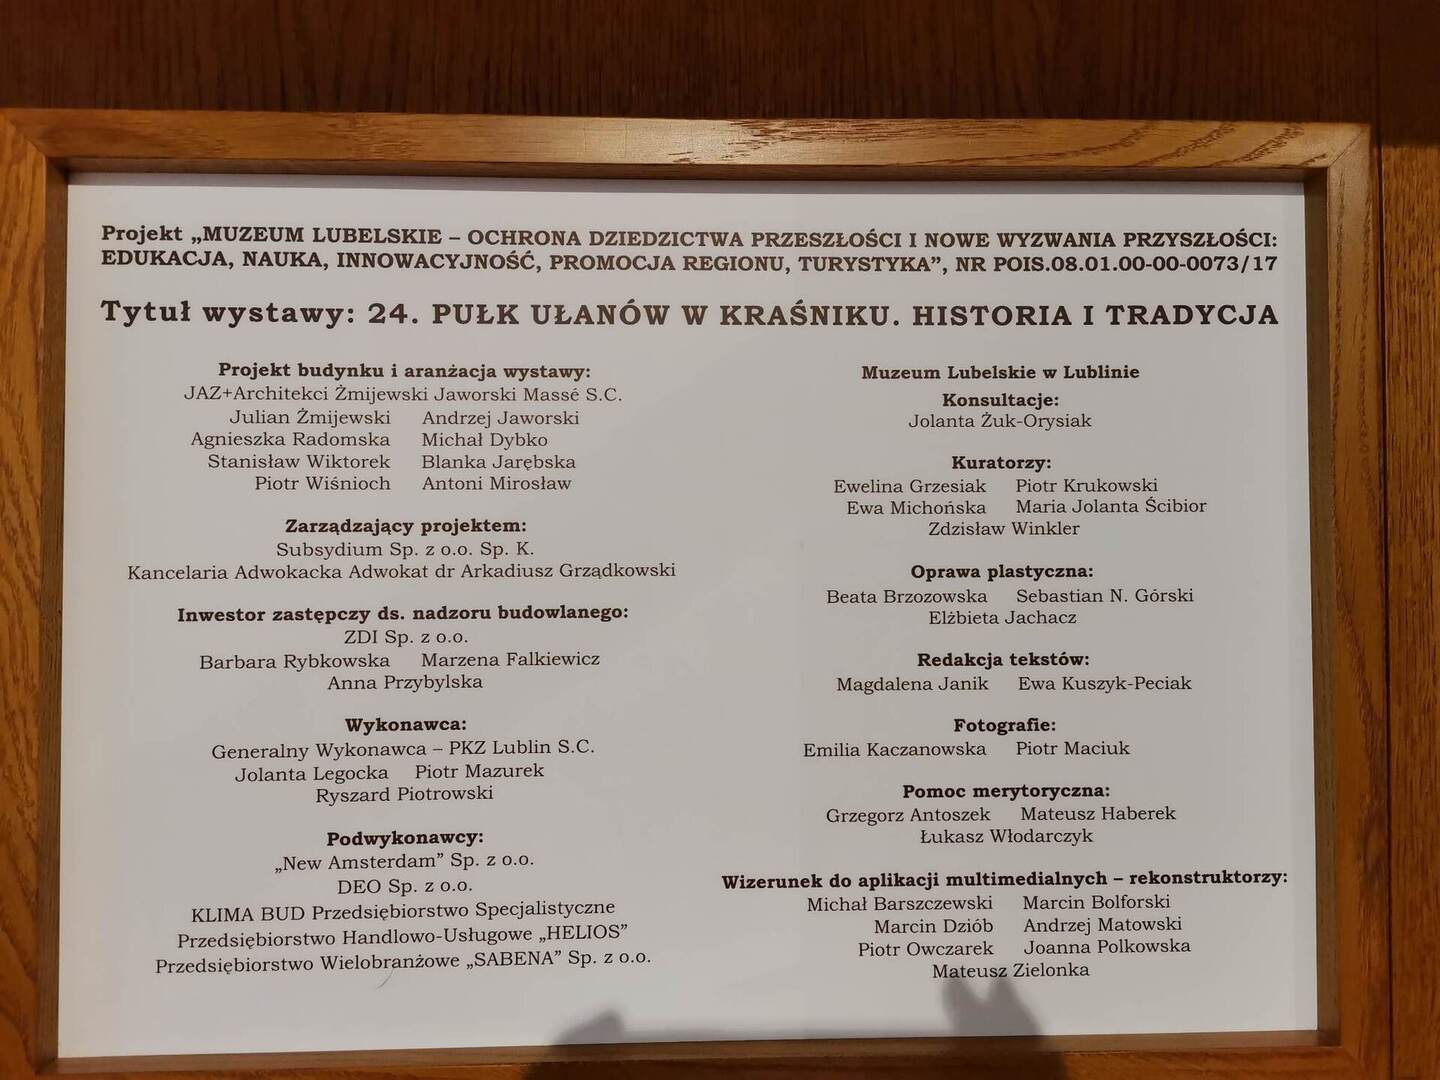 Projekt „MUZEUM LUBELSKIE – OCHRONA DZIEDZICTWA PRZESZŁOŚCI I NOWE WYZWANIA PRZYSZŁOŚCI:
EDUKACJA, NAUKA, INNOWACYJNOŚĆ, PROMOCJA REGIONU, TURYSTYKA”, NR POIS.08.01.00-00-0073/17
Tytuł wystawy: 24. PUŁK UŁANÓW W KRAŚNIKU. HISTORIA I TRADYCJA
Projekt budynku i aranżacja wystawy:
JAZ+Architekci Żmijewski Jaworski Massé S.C.
Julian Żmijewski Andrzej Jaworski
Agnieszka Radomska Michał Dybko
Stanisław Wiktorek Blanka Jarębska
Piotr Wiśnioch Antoni Mirosław
Zarządzający projektem:
Subsydium Sp. z o.o. Sp. K.
Kancelaria Adwokacka Adwokat dr Arkadiusz Grządkowski
Inwestor zastępczy ds. nadzoru budowlanego:
ZDI Sp. z o.o.
Barbara Rybkowska Marzena Falkiewicz
Anna Przybylska
Wykonawca:
Generalny Wykonawca – PKZ Lublin S.C.
Jolanta Legocka Piotr Mazurek
Ryszard Piotrowski
Podwykonawcy:
„New Amsterdam” Sp. z o.o.
DEO Sp. z o.o.
KLIMA BUD Przedsiębiorstwo Specjalistyczne
Przedsiębiorstwo Handlowo-Usługowe „HELIOS”
Przedsiębiorstwo Wielobranżowe „SABENA” Sp. z o.o.
Muzeum Lubelskie w Lublinie
Konsultacje:
Jolanta Żuk-Orysiak
Kuratorzy:
Ewelina Grzesiak Piotr Krukowski
Ewa Michońska Maria Jolanta Ścibior
Zdzisław Winkler
Oprawa plastyczna:
Beata Brzozowska Sebastian N. Górski
Elżbieta Jachacz
Redakcja tekstów:
Magdalena Janik Ewa Kuszyk-Peciak
Fotografie:
Emilia Kaczanowska Piotr Maciuk
Pomoc merytoryczna:
Grzegorz Antoszek Mateusz Haberek
Łukasz Włodarczyk
Wizerunek do aplikacji multimedialnych – rekonstruktorzy:
Michał Barszczewski Marcin Bolforski
Marcin Dziób Andrzej Matowski
Piotr Owczarek Joanna Polkowska
Mateusz Zielonka